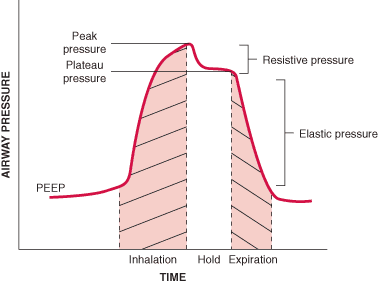 Peak
pressure
Plateau
pressure
Resistive pressure
Elastic pressure
AIRWAY PRESSURE
PEEP
Inhalation Hold Expiration
TIME